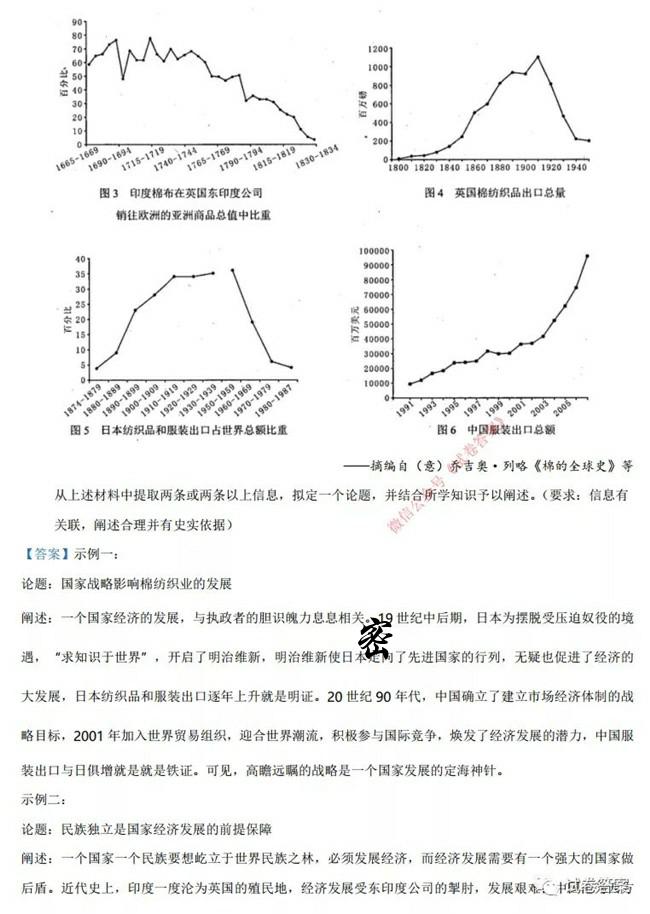 90
80
70
60
50
40
30
20
10
0
百分比
1665-1669
1690-1694
1715-1719
1740-1744
1765-1769
1790-1794
1815-1819
1830-1834
图3 印度棉布在英国东印度公司
销往欧洲的亚洲商品总值中比重
1200
1000
800
600
400
200
0
百万磅
1800 1820 1840 1860 1880 1900 1920 1940
图4 英国棉纺织品出口总量
40
35
30
25
20
15
10
5
0
百分比
1874-1879
1880-1889
1890-1899
1900-1909
1910-1919
1920-1929
1930-1939
1950-1959
1960-1969
1970-1979
1980-1987
图5 日本纺织品和服装出口占世界总额比重
100000
90000
80000
70000
60000
50000
40000
30000
20000
10000
0
百万美元
1991
1993
1995
1997
1999
2001
2003
2005
图6 中国服装出口总额
——摘编自（意）乔吉奥·列略《棉的全球史》等
微信公众号《试卷答案》
从上述材料中提取两条或两条以上信息，拟定一个论题，并结合所学知识予以阐述。（要求：信息有
关联，阐述合理并有史实依据）
【答案】示例一：
论题：国家战略影响棉纺织业的发展
阐述：一个国家经济的发展，与执政者的胆识魄力息息相关。19世纪中后期，日本为摆脱受压迫奴役的境
密
遇，“求知识于世界”，开启了明治维新，明治维新使日本走向了先进国家的行列，无疑也促进了经济的
大发展，日本纺织品和服装出口逐年上升就是明证。20世纪90年代，中国确立了建立市场经济体制的战
略目标，2001年加入世界贸易组织，迎合世界潮流，积极参与国际竞争，焕发了经济发展的潜力，中国服
装出口与日俱增就是就是铁证。可见，高瞻远瞩的战略是一个国家发展的定海神针。
示例二：
论题：民族独立是国家经济发展的前提保障
阐述：一个国家一个民族要想屹立于世界民族之林，必须发展经济，而经济发展需要有一个强大的国家做
后盾。近代史上，印度一度沦为英国的殖民地，经济发展受东印度公司的掣肘，发展艰难。中国
试卷答案